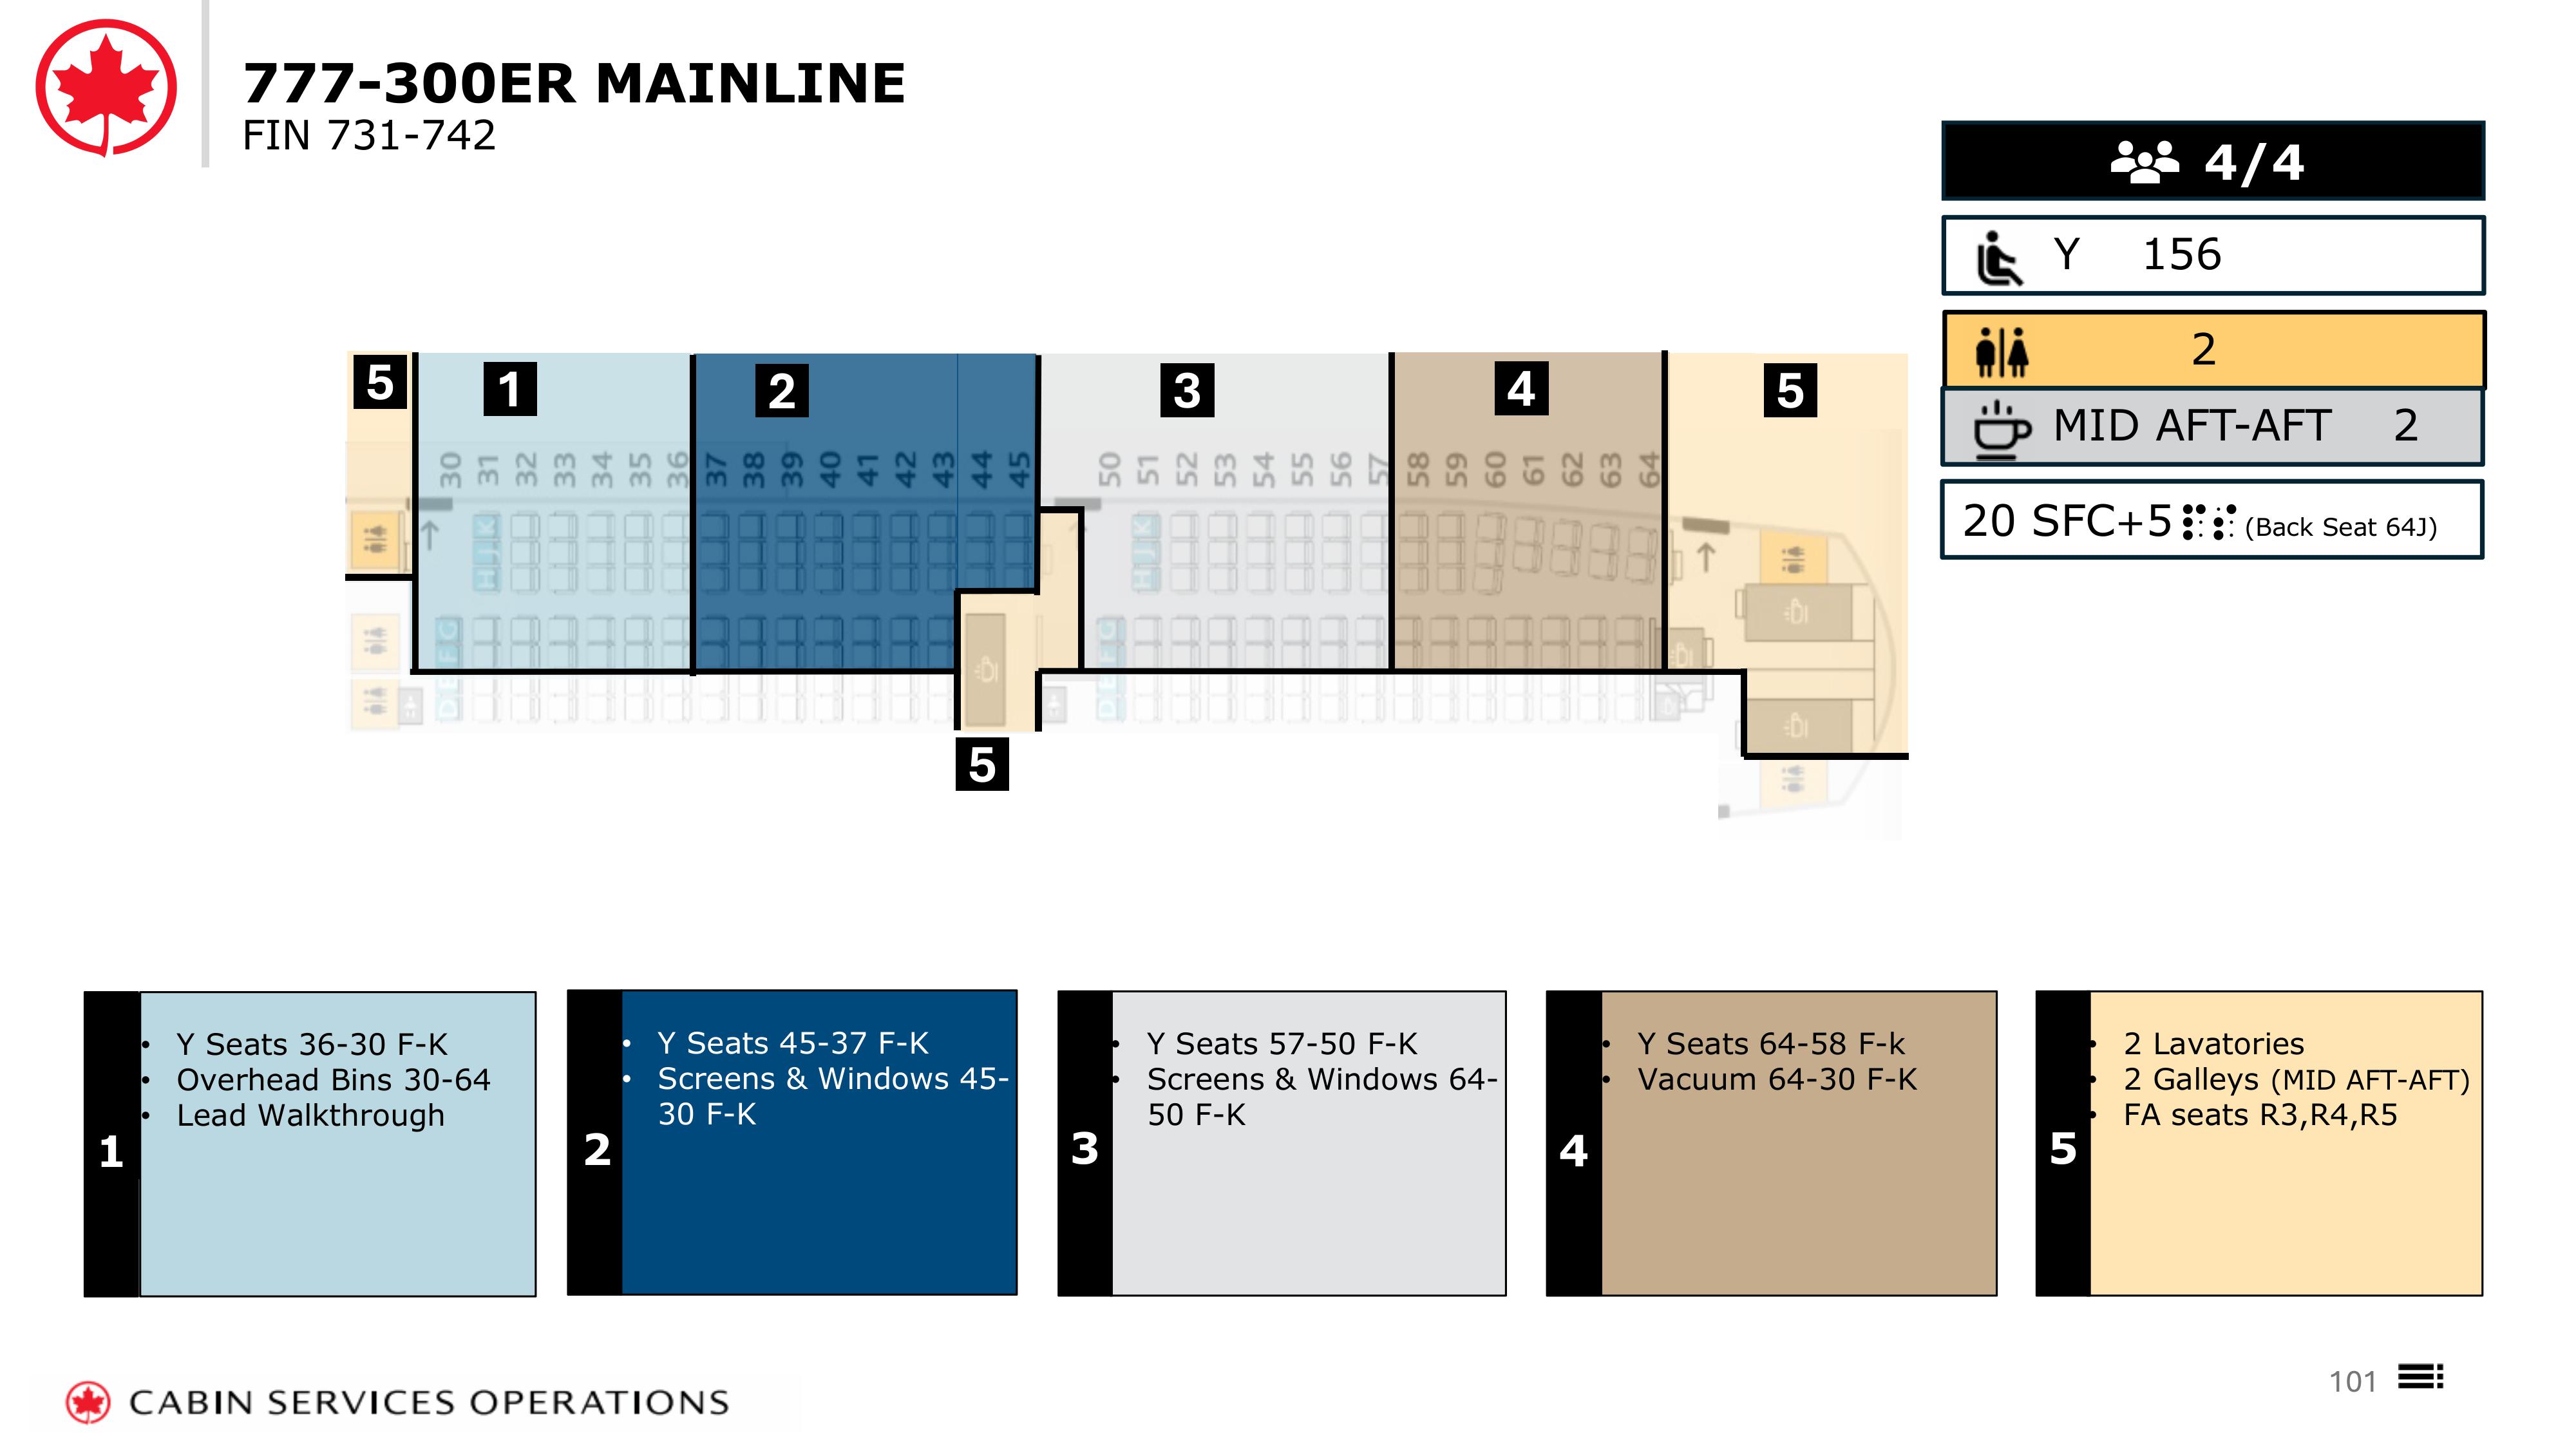 777-300ER MAINLINE
FIN 731-742
4/4
Y 156
2
MID AFT-AFT 2
20 SFC+5 (Back Seat 64J)
5 1 2 3 4 5
30 31 32 33 34 35 36 37 38 39 40 41 42 43 44 45 50 51 52 53 54 55 56 57 58 59 60 61 62 63 64
H J K
H J K
D E F G
D E F G
5
1
• Y Seats 36-30 F-K
• Overhead Bins 30-64
• Lead Walkthrough
2
• Y Seats 45-37 F-K
• Screens & Windows 45-
30 F-K
3
• Y Seats 57-50 F-K
• Screens & Windows 64-
50 F-K
4
• Y Seats 64-58 F-k
• Vacuum 64-30 F-K
5
• 2 Lavatories
• 2 Galleys (MID AFT-AFT)
• FA seats R3,R4,R5
CABIN SERVICES OPERATIONS
101